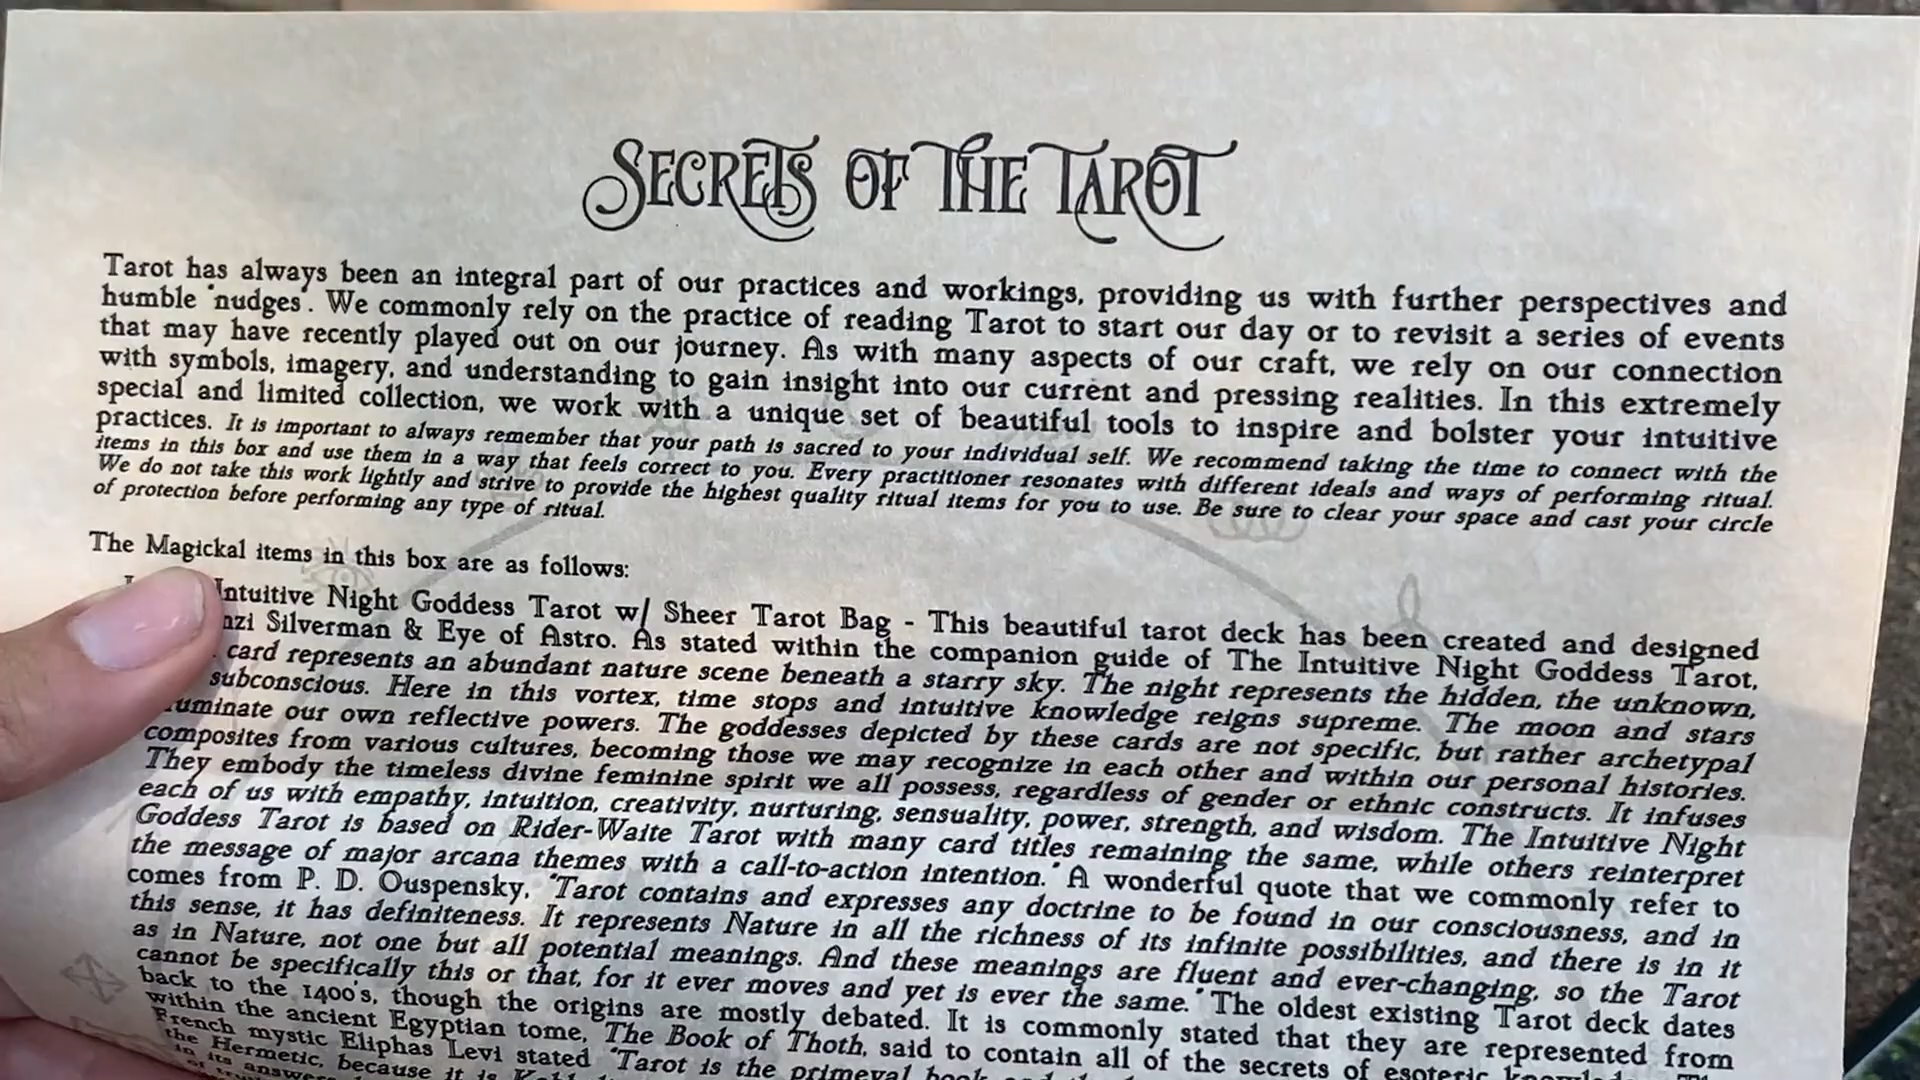 SECRETS OF THE TAROT
Tarot has always been an integral part of our practices and workings, providing us with further perspectives and
humble "nudges". We commonly rely on the practice of reading Tarot to start our day or to revisit a series of events
that may have recently played out on our journey. As with many aspects of our craft, we rely on our connection
with symbols, imagery, and understanding to gain insight into our current and pressing realities. In this extremely
special and limited collection, we work with a unique set of beautiful tools to inspire and bolster your intuitive
practices. It is important to always remember that your path is sacred to your individual self. We recommend taking the time to connect with the
items in this box and use them in a way that feels correct to you. Every practitioner resonates with different ideals and ways of performing ritual.
We do not take this work lightly and strive to provide the highest quality ritual items for you to use. Be sure to clear your space and cast your circle
of protection before performing any type of ritual.
The Magickal items in this box are as follows:
Intuitive Night Goddess Tarot w/ Sheer Tarot Bag - This beautiful tarot deck has been created and designed
Silverman & Eye of Astro. As stated within the companion guide of The Intuitive Night Goddess Tarot,
card represents an abundant nature scene beneath a starry sky. The night represents the hidden, the unknown,
subconscious. Here in this vortex, time stops and intuitive knowledge reigns supreme. The moon and stars
our own reflective powers. The goddesses depicted by these cards are not specific, but rather archetypal
composites from various cultures, becoming those we may recognize in each other and within our personal histories.
They embody the timeless divine feminine spirit we all possess, regardless of gender or ethnic constructs. It infuses
each of us with empathy, intuition, creativity, nurturing, sensuality, power, strength, and wisdom. The Intuitive Night
Goddess Tarot is based on Rider-Waite Tarot with many card titles remaining the same, while others reinterpret
the message of major arcana themes with a call-to-action intention." A wonderful quote that we commonly refer to
comes from P. D. Ouspensky, "Tarot contains and expresses any doctrine to be found in our consciousness, and in
this sense, it has definiteness. It represents Nature in all the richness of its infinite possibilities, and there is in it
as in Nature, not one but all potential meanings. And these meanings are fluent and ever-changing, so the Tarot
cannot be specifically this or that, for it ever moves and yet is ever the same." The oldest existing Tarot deck dates
back to the 1400's, though the origins are mostly debated. It is commonly stated that they are represented from
within the ancient Egyptian tome, The Book of Thoth, said to contain all of the secrets of esoteric
French mystic Eliphas Levi stated "Tarot is the primeval book
the Hermetic, because it is
in its answers